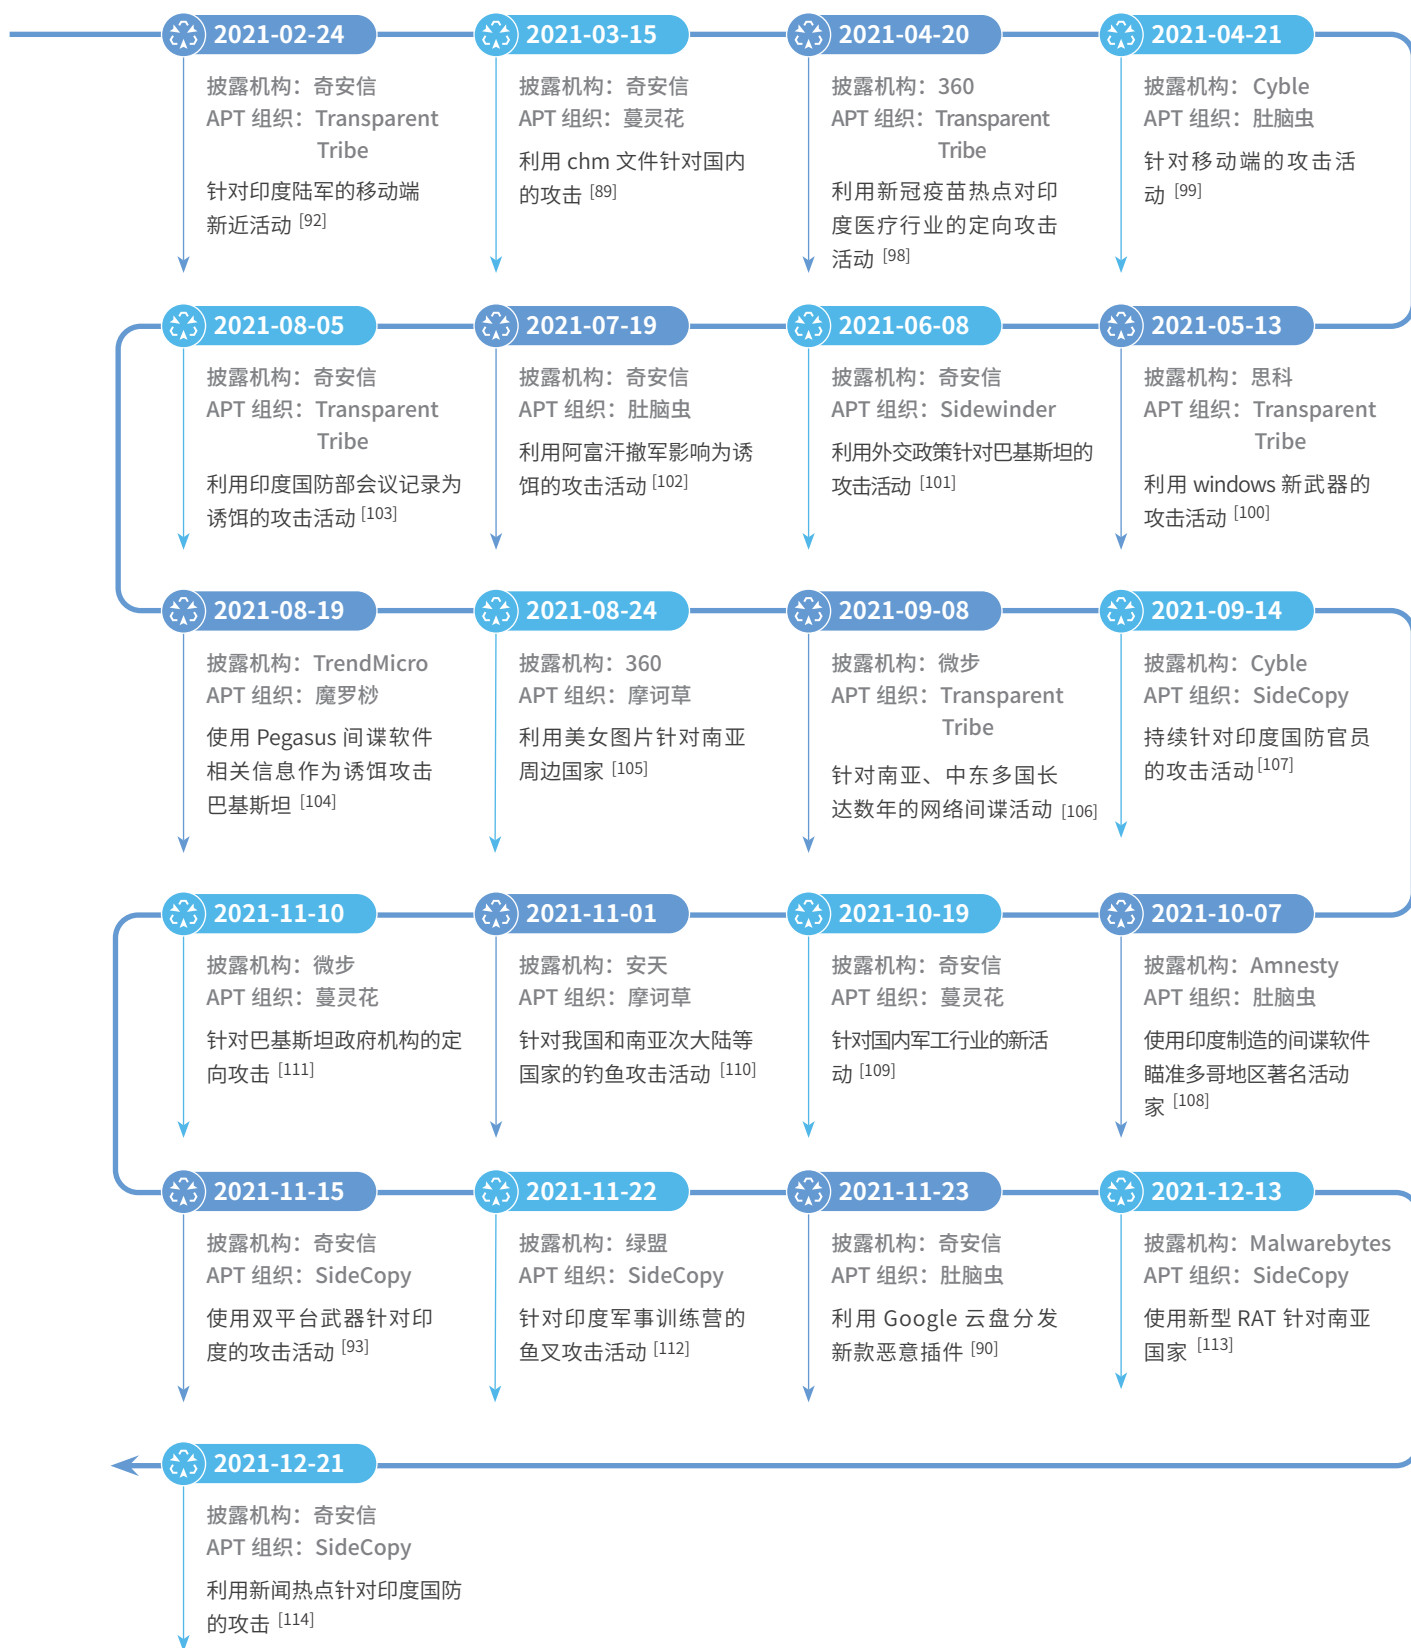 2021-02-24
披露机构：奇安信
APT 组织：Transparent
Tribe
针对印度陆军的移动端
新近活动 [92]
2021-03-15
披露机构：奇安信
APT 组织：蔓灵花
利用 chm 文件针对国内
的攻击 [89]
2021-04-20
披露机构：360
APT 组织：Transparent
Tribe
利用新冠疫苗热点对印
度医疗行业的定向攻击
活动 [98]
2021-04-21
披露机构：Cyble
APT 组织：肚脑虫
针对移动端的攻击活
动 [99]
2021-05-13
披露机构：思科
APT 组织：Transparent
Tribe
利用 windows 新武器的
攻击活动 [100]
2021-06-08
披露机构：奇安信
APT 组织：Sidewinder
利用外交政策针对巴基斯坦的
攻击活动 [101]
2021-07-19
披露机构：奇安信
APT 组织：肚脑虫
利用阿富汗撤军影响为诱
饵的攻击活动 [102]
2021-08-05
披露机构：奇安信
APT 组织：Transparent
Tribe
利用印度国防部会议记录为
诱饵的攻击活动 [103]
2021-08-19
披露机构：TrendMicro
APT 组织：魔罗桫
使用 Pegasus 间谍软件
相关信息作为诱饵攻击
巴基斯坦 [104]
2021-08-24
披露机构：360
APT 组织：摩诃草
利用美女图片针对南亚
周边国家 [105]
2021-09-08
披露机构：微步
APT 组织：Transparent
Tribe
针对南亚、中东多国长
达数年的网络间谍活动 [106]
2021-09-14
披露机构：Cyble
APT 组织：SideCopy
持续针对印度国防官员
的攻击活动 [107]
2021-10-07
披露机构：Amnesty
APT 组织：肚脑虫
使用印度制造的间谍软件
瞄准多哥地区著名活动
家 [108]
2021-10-19
披露机构：奇安信
APT 组织：蔓灵花
针对国内军工行业的新活
动 [109]
2021-11-01
披露机构：安天
APT 组织：摩诃草
针对我国和南亚次大陆等
国家的钓鱼攻击活动 [110]
2021-11-10
披露机构：微步
APT 组织：蔓灵花
针对巴基斯坦政府机构的定
向攻击 [111]
2021-11-15
披露机构：奇安信
APT 组织：SideCopy
使用双平台武器针对印
度的攻击活动 [93]
2021-11-22
披露机构：绿盟
APT 组织：SideCopy
针对印度军事训练营的
鱼叉攻击活动 [112]
2021-11-23
披露机构：奇安信
APT 组织：肚脑虫
利用 Google 云盘分发
新款恶意插件 [90]
2021-12-13
披露机构：Malwarebytes
APT 组织：SideCopy
使用新型 RAT 针对南亚
国家 [113]
2021-12-21
披露机构：奇安信
APT 组织：SideCopy
利用新闻热点针对印度国防
的攻击 [114]